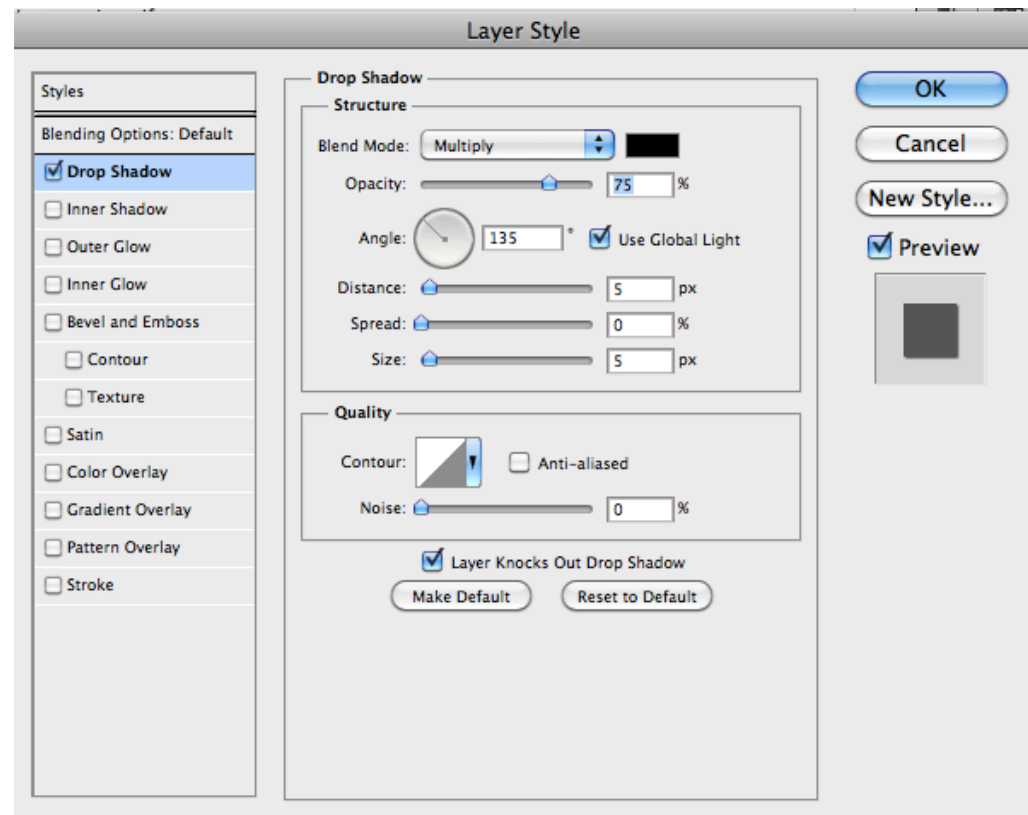 Layer Style
Styles
Blending Options: Default
Drop Shadow
Inner Shadow
Outer Glow
Inner Glow
Bevel and Emboss
Contour
Texture
Satin
Color Overlay
Gradient Overlay
Pattern Overlay
Stroke
Drop Shadow
Structure
Blend Mode: Multiply
Opacity: 75 %
Angle: 135 ° Use Global Light
Distance: 5 px
Spread: 0 %
Size: 5 px
Quality
Contour: Anti-aliased
Noise: 0 %
Layer Knocks Out Drop Shadow
Make Default Reset to Default
OK
Cancel
New Style...
Preview